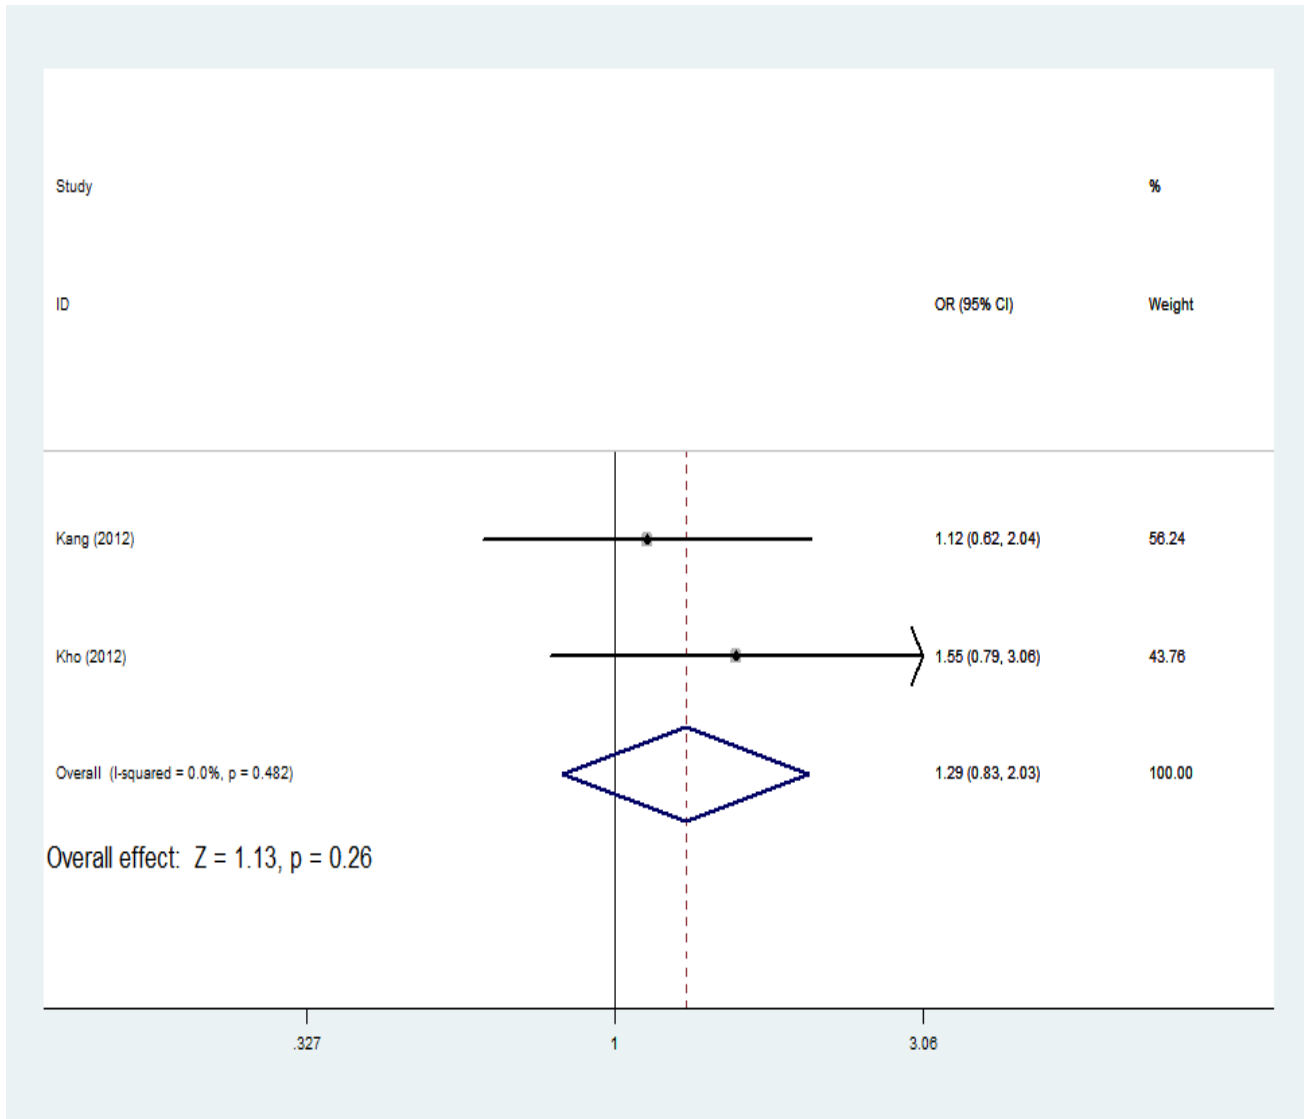 Study %
ID OR (95% CI) Weight
Kang (2012) 1.12 (0.62, 2.04) 56.24
Kho (2012) 1.55 (0.79, 3.06) 43.76
Overall (I-squared = 0.0%, p = 0.482) 1.29 (0.83, 2.03) 100.00
Overall effect: Z = 1.13, p = 0.26
.327 1 3.06